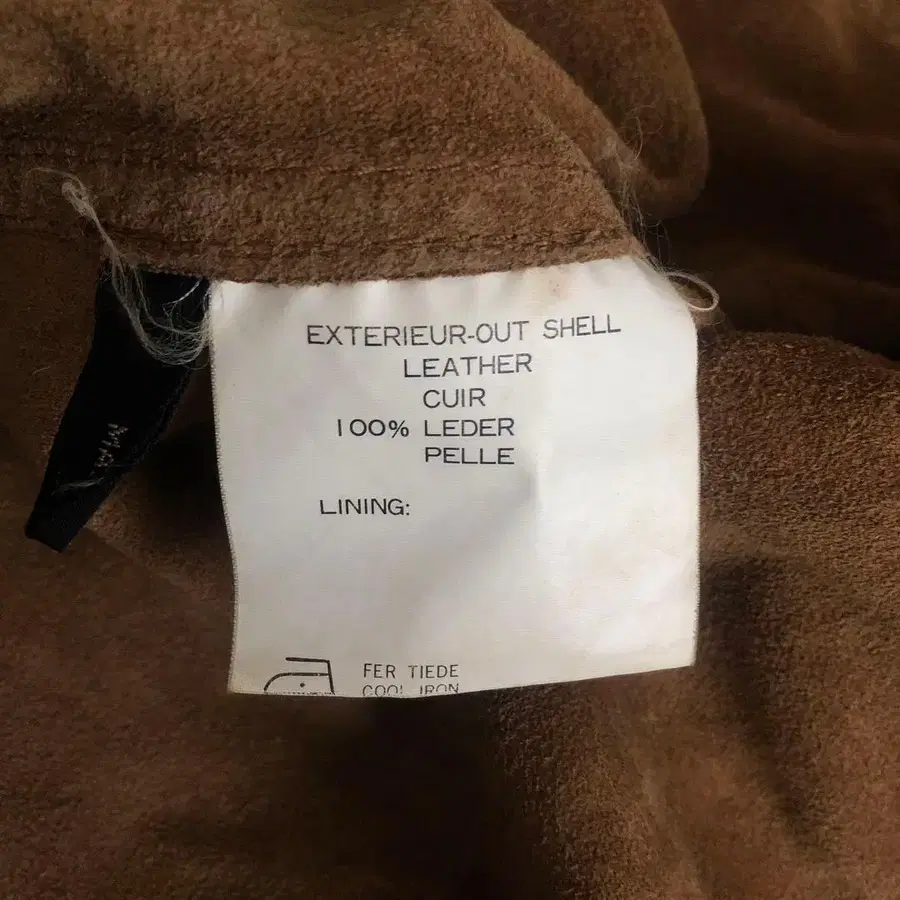 EXTERIEUR-OUT SHELL
LEATHER
CUIR
100% LEDER
PELLE
LINING:
FER TIEDE
COOL IRON